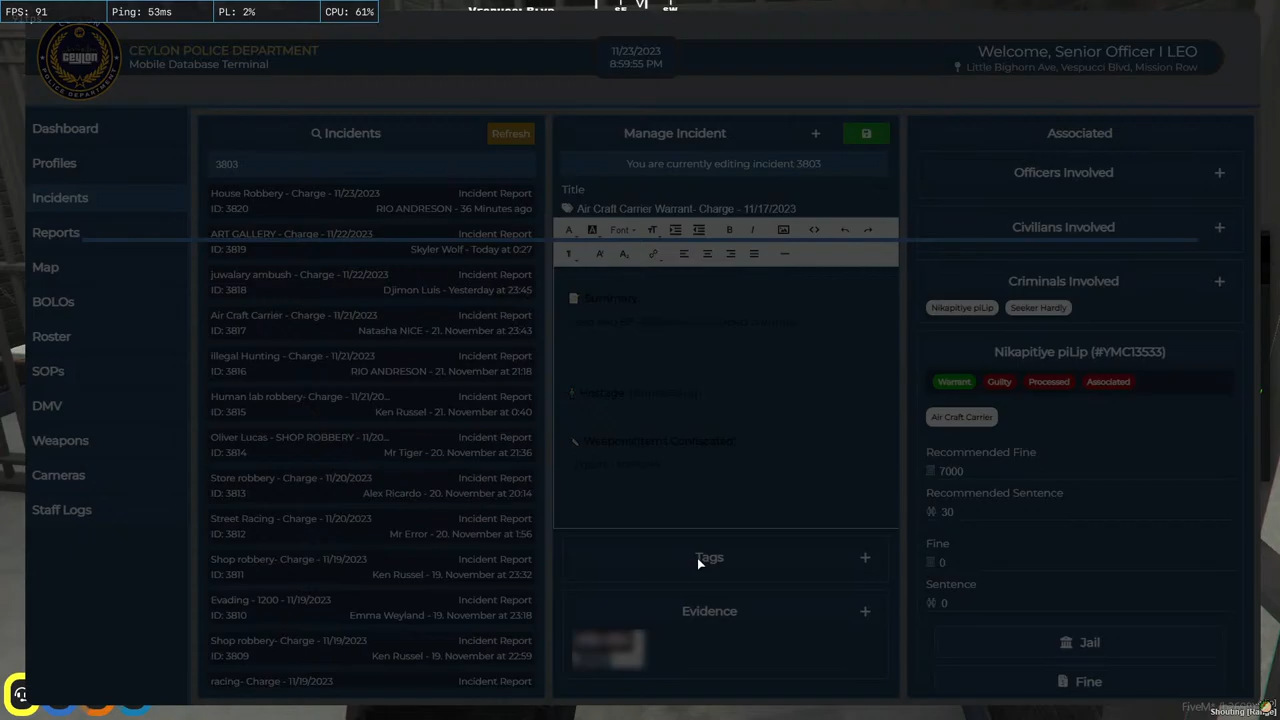 FPS: 91
Ping: 53ms
PL: 2%
CPU: 61%
Vespucci Blvd
SE
SW
CEYLON POLICE DEPARTMENT
Mobile Database Terminal
11/23/2023
8:59:55 PM
Welcome, Senior Officer I LEO
Little Bighorn Ave, Vespucci Blvd, Mission Row
Dashboard
Profiles
Incidents
Reports
Map
BOLOs
Roster
SOPs
DMV
Weapons
Cameras
Staff Logs
Incidents
Refresh
3803
House Robbery - Charge - 11/23/2023 Incident Report
ID: 3820 RIO ANDRESON - 36 Minutes ago
ART GALLERY - Charge - 11/22/2023 Incident Report
ID: 3819 Skyler Wolf - Today at 0:27
juwalary ambush - Charge - 11/22/2023 Incident Report
ID: 3818 Djimon Luis - Yesterday at 23:45
Air Craft Carrier - Charge - 11/21/2023 Incident Report
ID: 3817 Natasha NICE - 21. November at 23:43
illegal Hunting - Charge - 11/21/2023 Incident Report
ID: 3816 RIO ANDRESON - 21. November at 21:18
Human lab robbery- Charge - 11/21/20... Incident Report
ID: 3815 Ken Russel - 21. November at 0:40
Oliver Lucas - SHOP ROBBERY - 11/20... Incident Report
ID: 3814 Mr Tiger - 20. November at 21:36
Store robbery - Charge - 11/20/2023 Incident Report
ID: 3813 Alex Ricardo - 20. November at 20:14
Street Racing - Charge - 11/20/2023 Incident Report
ID: 3812 Mr Error - 20. November at 1:56
Shop robbery- Charge - 11/19/2023 Incident Report
ID: 3811 Ken Russel - 19. November at 23:32
Evading - 1200 - 11/19/2023 Incident Report
ID: 3810 Emma Weyland - 19. November at 23:18
Shop robbery- Charge - 11/19/2023 Incident Report
ID: 3809 Ken Russel - 19. November at 22:59
racing- Charge - 11/19/2023 Incident Report
Manage Incident
You are currently editing incident 3803
Title
Air Craft Carrier Warrant- Charge - 11/17/2023
Font
Summary
Hostage
Weapons/Items Confiscated
Tags
Evidence
Associated
Officers Involved
Civilians Involved
Criminals Involved
Nikapitiye piLip
Seeker Hardly
Nikapitiye piLip (#YMC13533)
Warrant
Guilty
Processed
Associated
Air Craft Carrier
Recommended Fine
7000
Recommended Sentence
30
Fine
0
Sentence
0
Jail
Fine
FiveM
Shouting [Range]